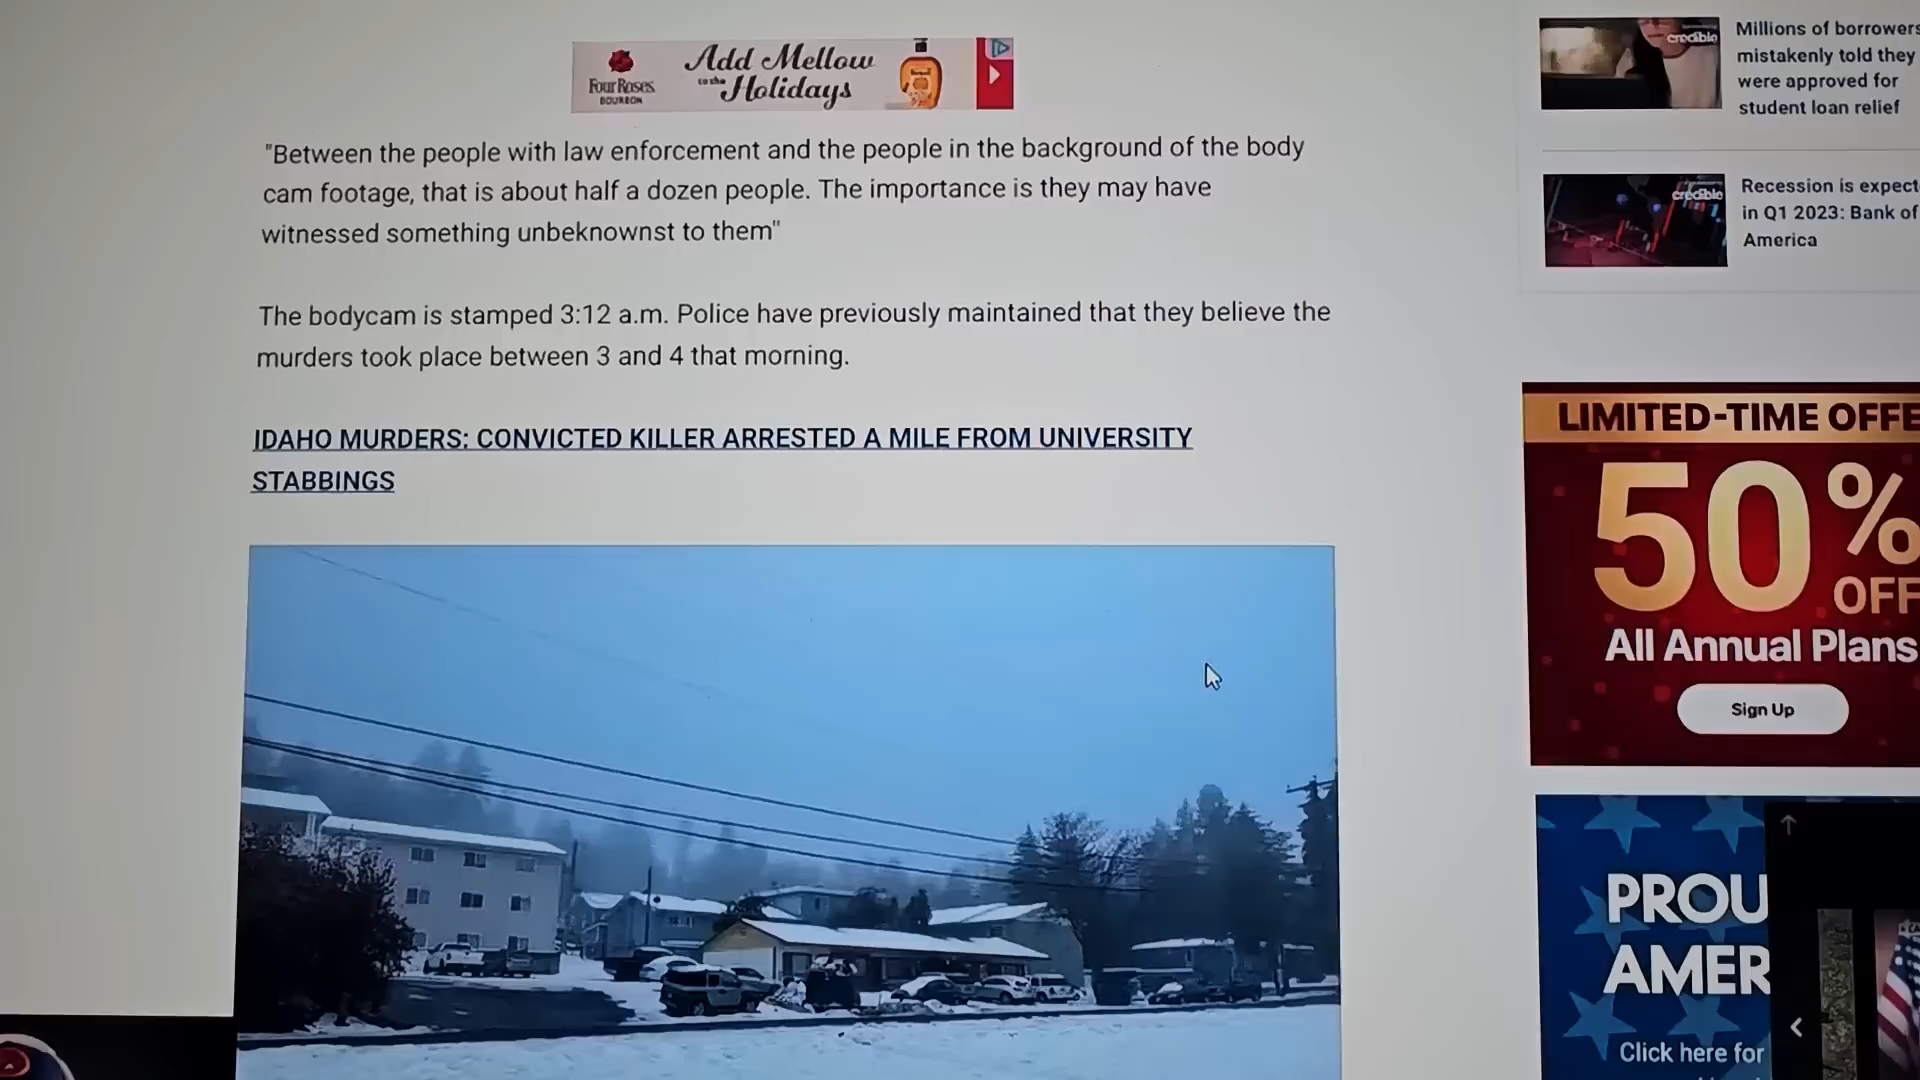 Four Roses
BOURBON
Add Mellow
to the Holidays
"Between the people with law enforcement and the people in the background of the body
cam footage, that is about half a dozen people. The importance is they may have
witnessed something unbeknownst to them"
The bodycam is stamped 3:12 a.m. Police have previously maintained that they believe the
murders took place between 3 and 4 that morning.
IDAHO MURDERS: CONVICTED KILLER ARRESTED A MILE FROM UNIVERSITY
STABBINGS
credible
Millions of borrowers
mistakenly told they
were approved for
student loan relief
credible
Recession is expect
in Q1 2023: Bank of
America
LIMITED-TIME OFFE
50%
OFF
All Annual Plans
Sign Up
PROU
AMER
Click here for